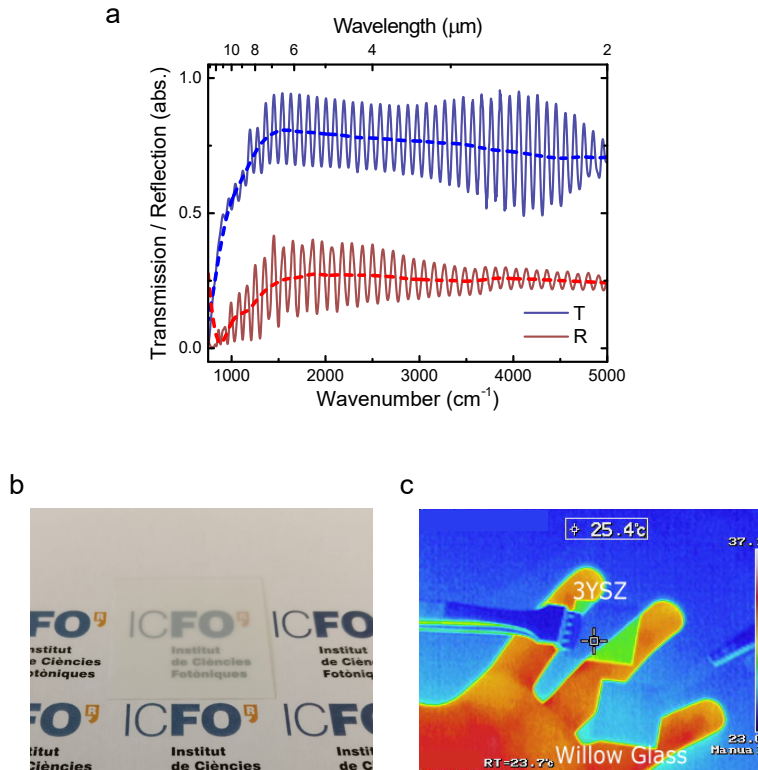 a
Wavelength (μm)
10 8 6 4 2
Transmission / Reflection (abs.)
1.0
0.5
0.0
T
R
1000 2000 3000 4000 5000
Wavenumber (cm⁻¹)
b
c
ICFO R
Institut
de Ciències
Fotòniques
ICFO R
Institut
de Ciències
Fotòniques
ICFO
Institut
de Ciències
Fotòniques
ICFO R
Institut
ICFO R
Institut
de Ciències
ICFO
Institut
de Ciències
25.4°c
37.
3YSZ
23.0
Manua
RT=23.7°c
Willow Glass